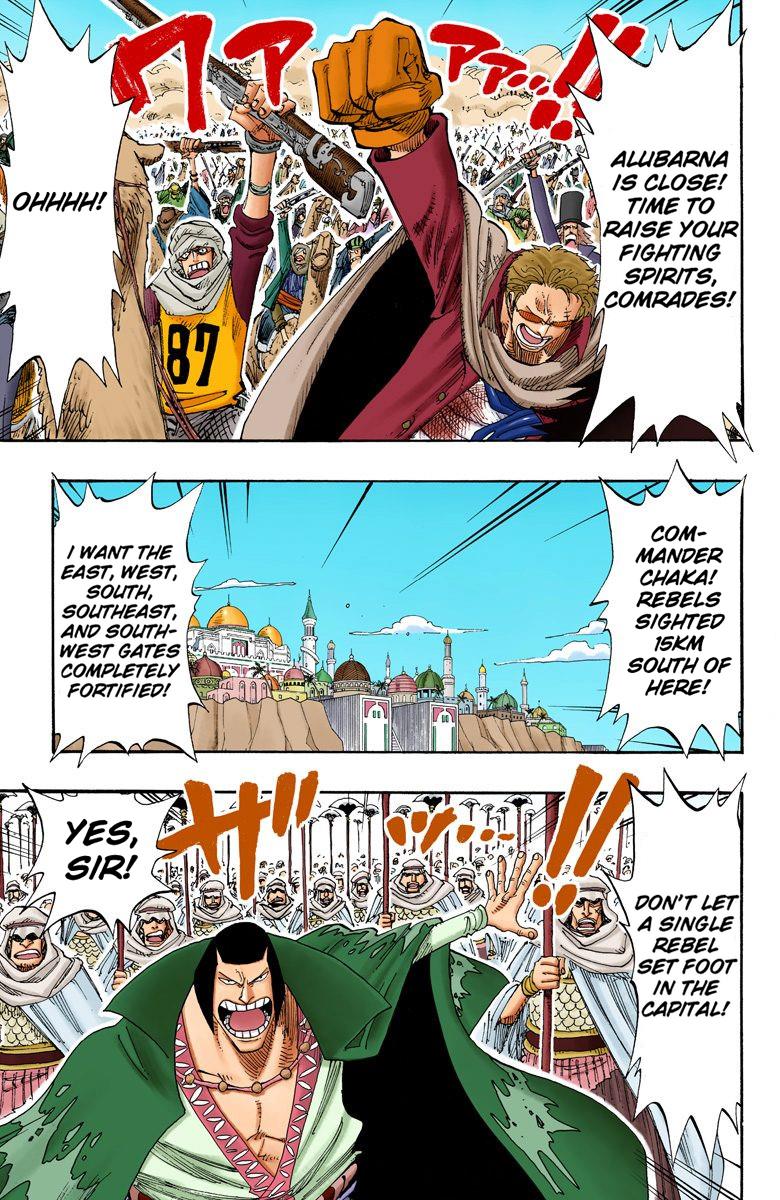 ワァァァ…!!
ALUBARNA
IS CLOSE!
TIME TO
RAISE YOUR
FIGHTING
SPIRITS,
COMRADES!
OHHHH!
87
COM-
MANDER
CHAKA!
REBELS
SIGHTED
15KM
SOUTH OF
HERE!
I WANT THE
EAST, WEST,
SOUTH,
SOUTHEAST,
AND SOUTH-
WEST GATES
COMPLETELY
FORTIFIED!
DON'T LET
A SINGLE
REBEL
SET FOOT
IN THE
CAPITAL!
ザッ…!!
YES,
SIR!